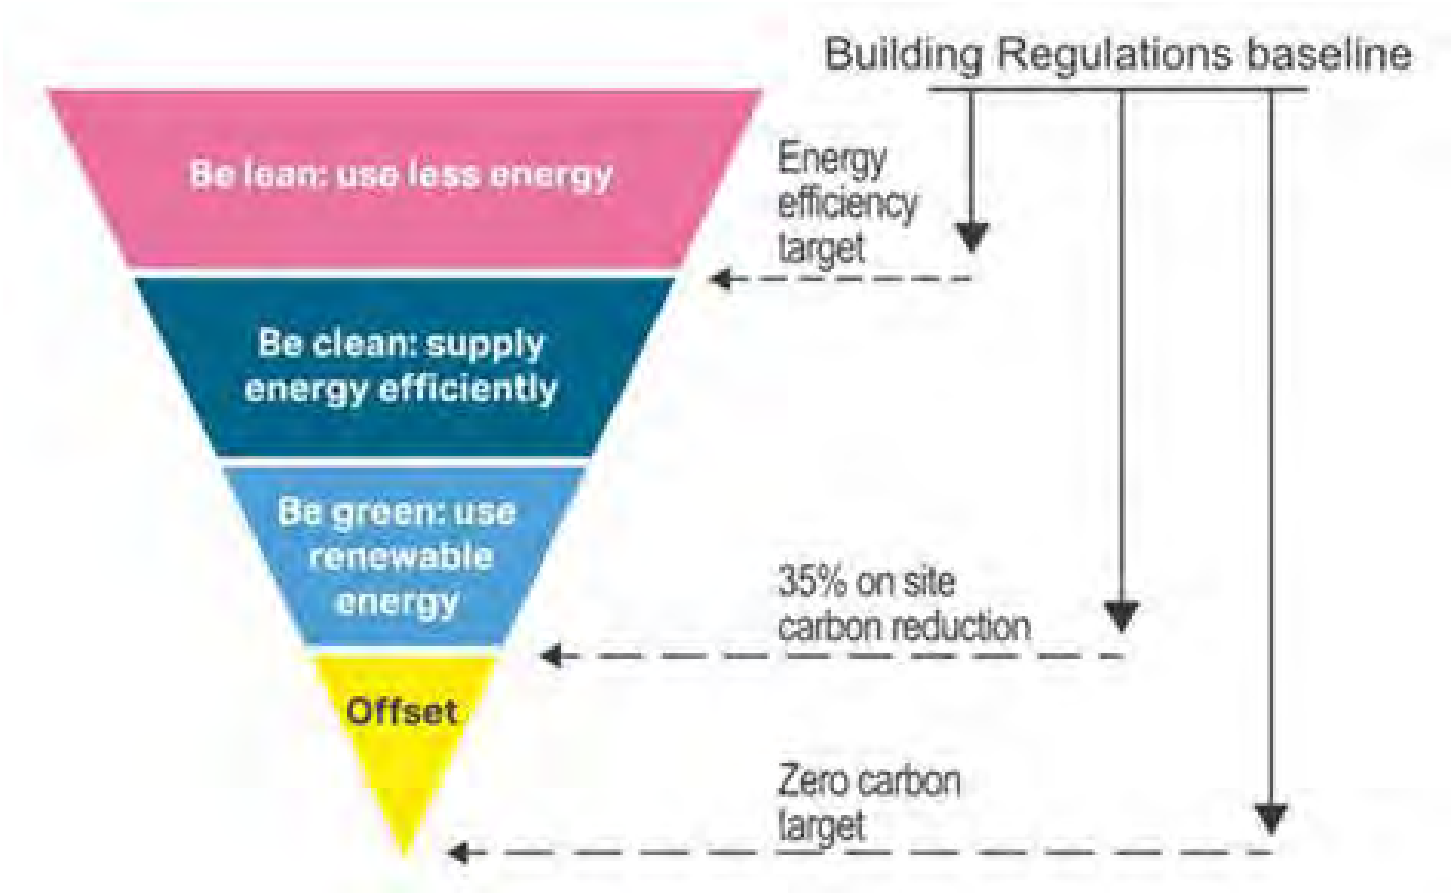 Building Regulations baseline
Be lean: use less energy
Energy
efficiency
target
Be clean: supply
energy efficiently
Be green: use
renewable
energy
35% on site
carbon reduction
Offset
Zero carbon
target